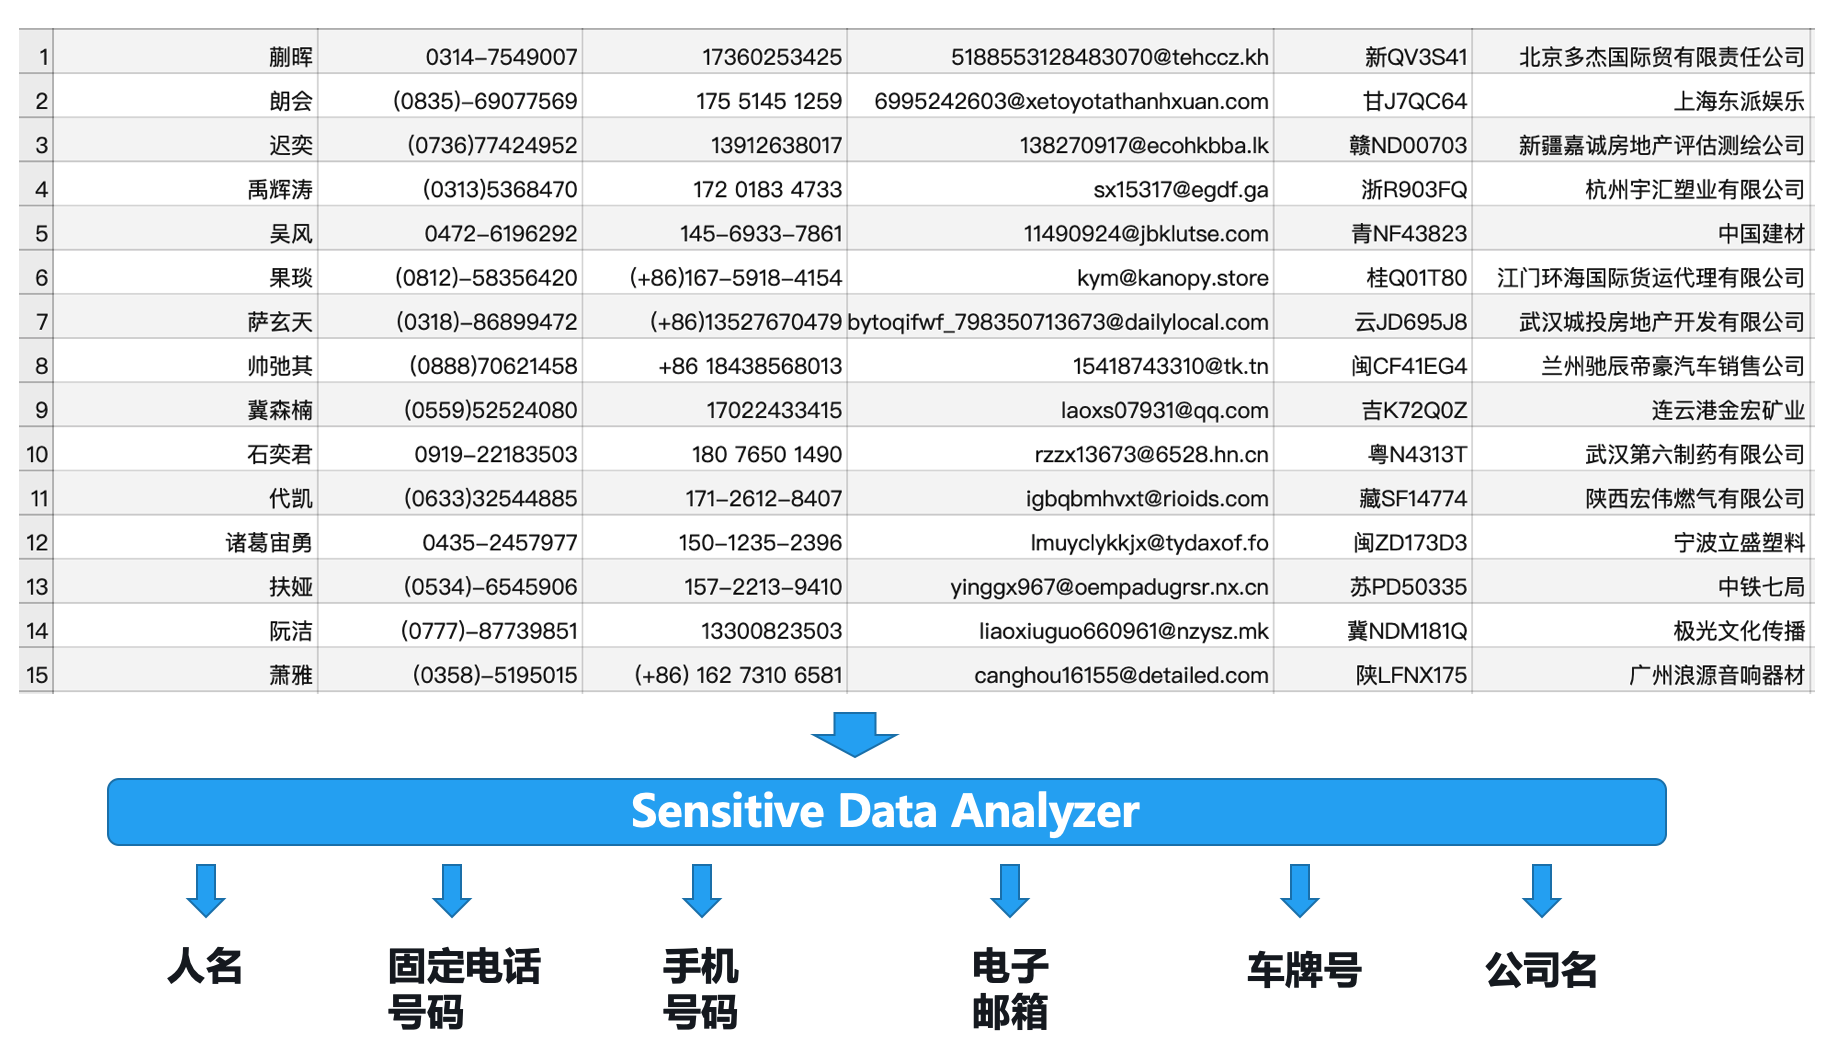 1 蒯晖 0314-7549007 17360253425 5188553128483070@tehccz.kh 新QV3S41 北京多杰国际贸有限责任公司
2 朗会 (0835)-69077569 175 5145 1259 6995242603@xetoyotathanhxuan.com 甘J7QC64 上海东派娱乐
3 迟奕 (0736)77424952 13912638017 138270917@ecohkbba.lk 赣ND00703 新疆嘉诚房地产评估测绘公司
4 禹辉涛 (0313)5368470 172 0183 4733 sx15317@egdf.ga 浙R903FQ 杭州宇汇塑业有限公司
5 吴风 0472-6196292 145-6933-7861 11490924@jbklutse.com 青NF43823 中国建材
6 果琰 (0812)-58356420 (+86)167-5918-4154 kym@kanopy.store 桂Q01T80 江门环海国际货运代理有限公司
7 萨玄天 (0318)-86899472 (+86)13527670479 bytoqifwf_798350713673@dailylocal.com 云JD695J8 武汉城投房地产开发有限公司
8 帅弛其 (0888)70621458 +86 18438568013 15418743310@tk.tn 闽CF41EG4 兰州驰辰帝豪汽车销售公司
9 冀森楠 (0559)52524080 17022433415 laoxs07931@qq.com 吉K72Q0Z 连云港金宏矿业
10 石奕君 0919-22183503 180 7650 1490 rzzx13673@6528.hn.cn 粤N4313T 武汉第六制药有限公司
11 代凯 (0633)32544885 171-2612-8407 igbqbmhvxt@rioids.com 藏SF14774 陕西宏伟燃气有限公司
12 诸葛宙勇 0435-2457977 150-1235-2396 lmuyclykkjx@tydaxof.fo 闽ZD173D3 宁波立盛塑料
13 扶娅 (0534)-6545906 157-2213-9410 yinggx967@oempadugrsr.nx.cn 苏PD50335 中铁七局
14 阮洁 (0777)-87739851 13300823503 liaoxiuguo660961@nzysz.mk 冀NDM181Q 极光文化传播
15 萧雅 (0358)-5195015 (+86) 162 7310 6581 canghou16155@detailed.com 陕LFNX175 广州浪源音响器材
Sensitive Data Analyzer
人名
固定电话
号码
手机
号码
电子
邮箱
车牌号
公司名